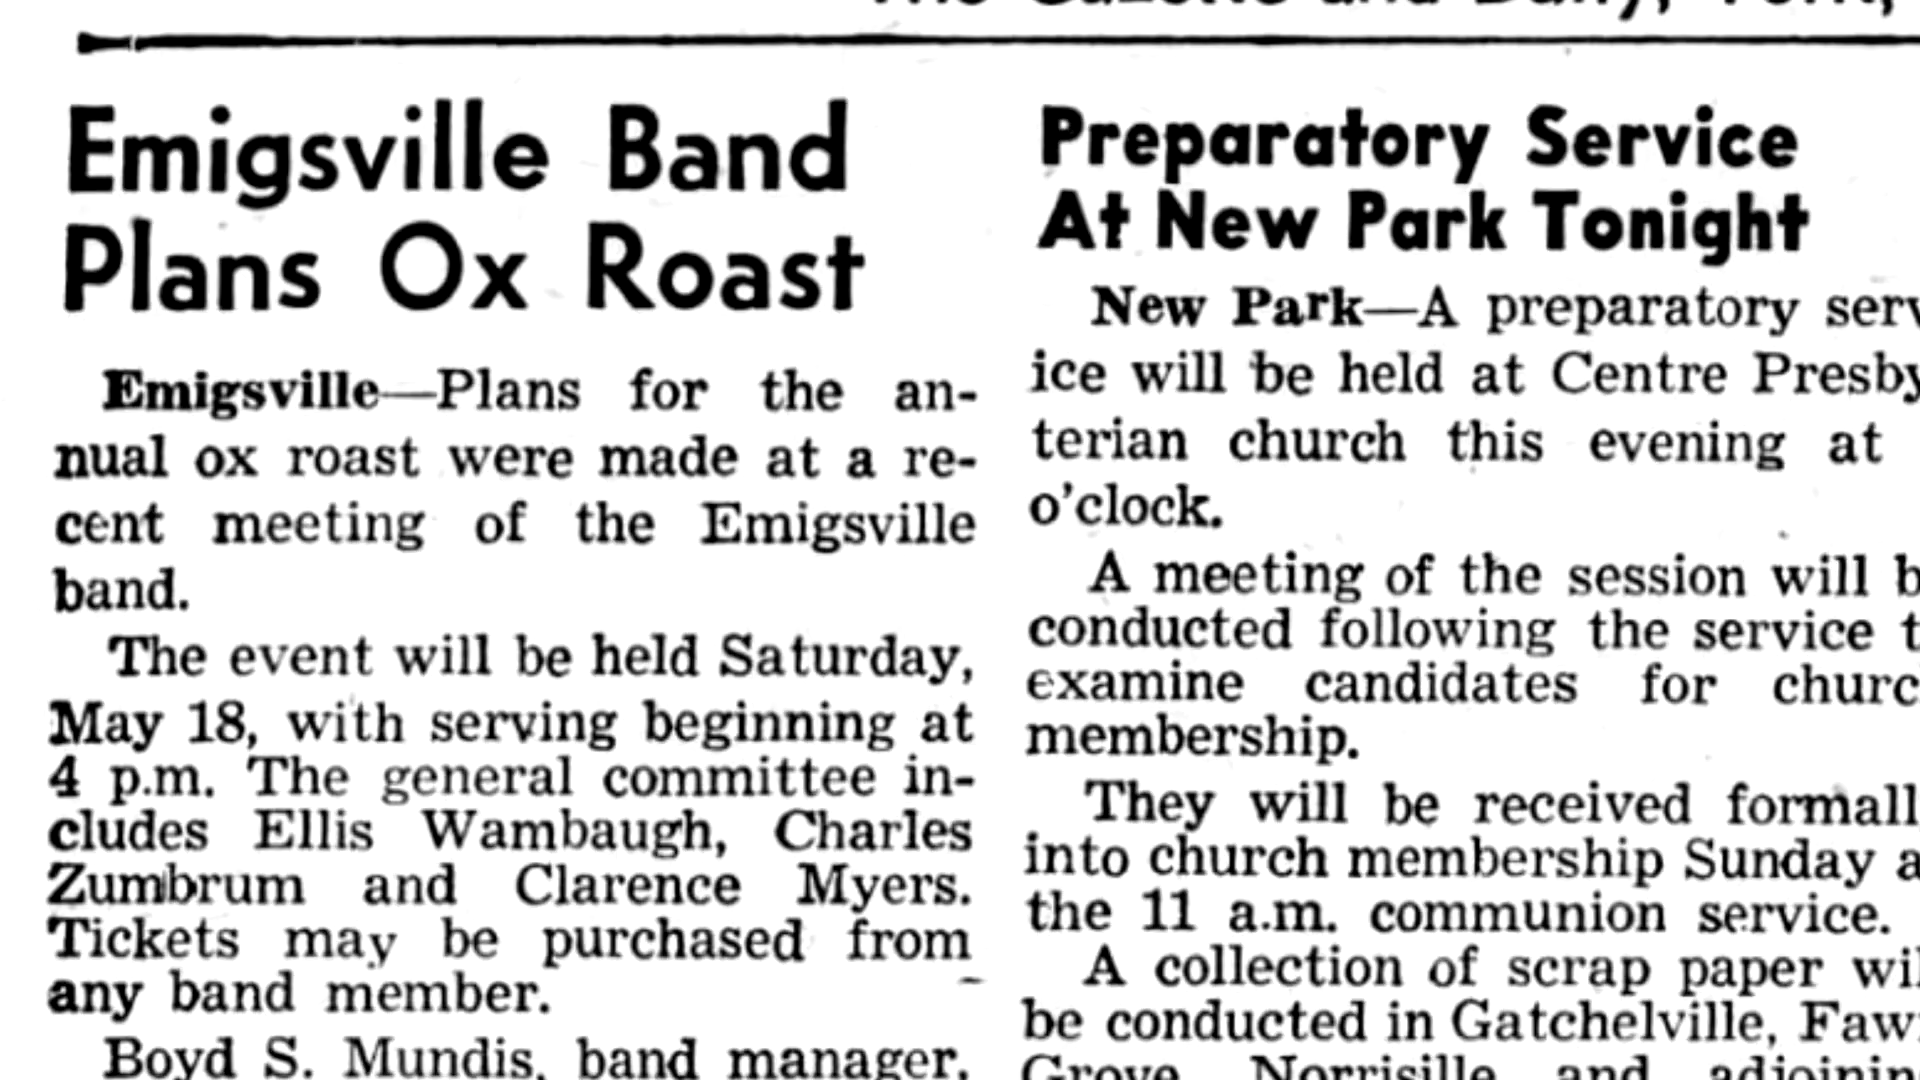 Emigsville Band
Plans Ox Roast
Emigsville—Plans for the an-
nual ox roast were made at a re-
cent meeting of the Emigsville
band.
The event will be held Saturday,
May 18, with serving beginning at
4 p.m. The general committee in-
cludes Ellis Wambaugh, Charles
Zumbrum and Clarence Myers.
Tickets may be purchased from
any band member.
Boyd S. Mundis, band manager,
Preparatory Service
At New Park Tonight
New Park—A preparatory serv
ice will be held at Centre Presby
terian church this evening at
o'clock.
A meeting of the session will b
conducted following the service t
examine candidates for churc
membership.
They will be received formall
into church membership Sunday a
the 11 a.m. communion service.
A collection of scrap paper wil
be conducted in Gatchelville, Faw
Grove, Norrisille and adjoinin